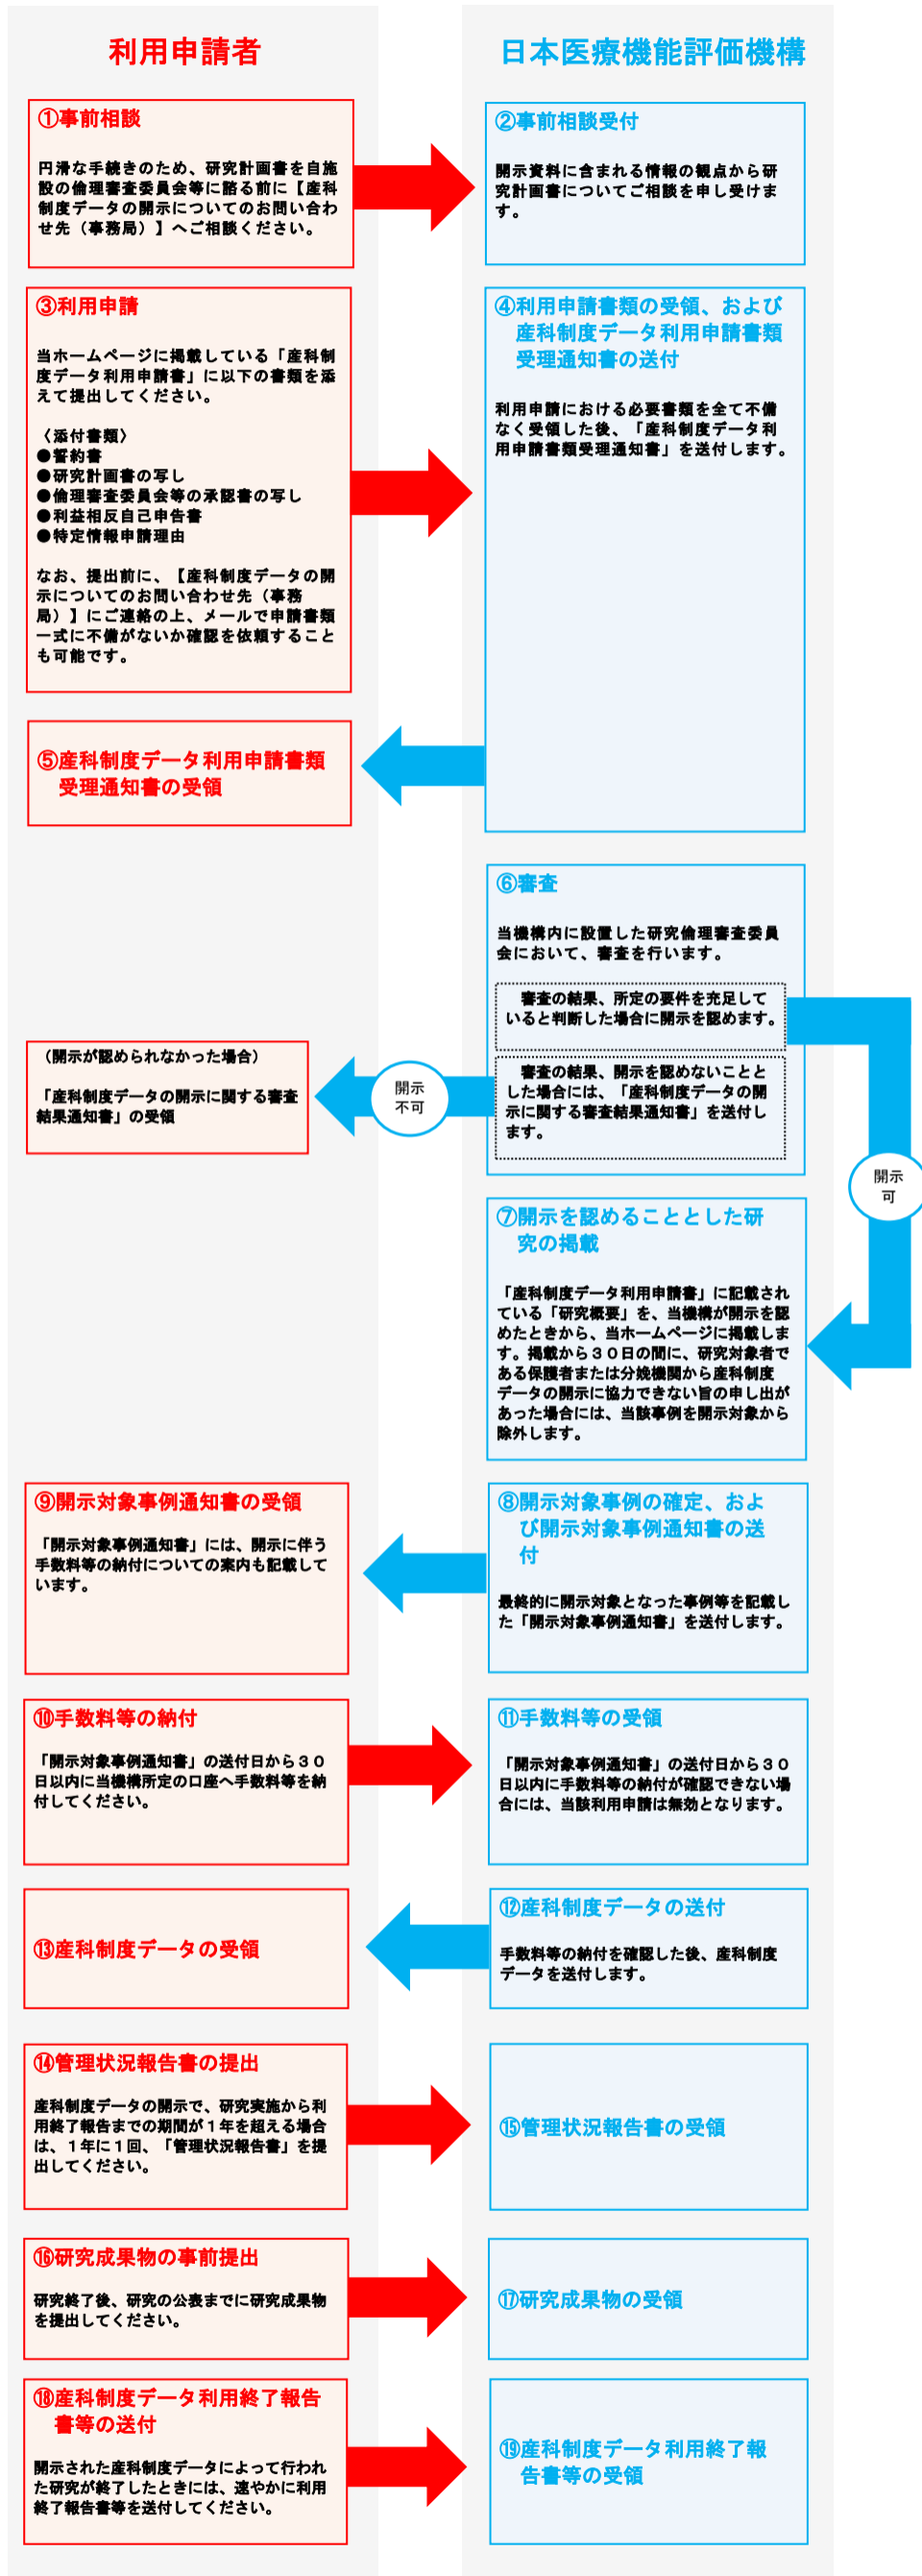 利用申請者
日本医療機能評価機構
①事前相談
円滑な手続きのため、研究計画書を自施
設の倫理審査委員会等に諮る前に【産科
制度データの開示についてのお問い合わ
せ先（事務局）】へご相談ください。
②事前相談受付
開示資料に含まれる情報の観点から研
究計画書についてご相談を申し受けま
す。
③利用申請
当ホームページに掲載している「産科制
度データ利用申請書」に以下の書類を添
えて提出してください。
〈添付書類〉
●誓約書
●研究計画書の写し
●倫理審査委員会等の承認書の写し
●利益相反自己申告書
●特定情報申請理由
なお、提出前に、【産科制度データの開
示についてのお問い合わせ先（事務
局）】にご連絡の上、メールで申請書類
一式に不備がないか確認を依頼すること
も可能です。
④利用申請書類の受領、および
産科制度データ利用申請書類
受理通知書の送付
利用申請における必要書類を全て不備
なく受領した後、「産科制度データ利
用申請書類受理通知書」を送付します。
⑤産科制度データ利用申請書類
受理通知書の受領
⑥審査
当機構内に設置した研究倫理審査委員
会において、審査を行います。
審査の結果、所定の要件を充足して
いると判断した場合に開示を認めます。
審査の結果、開示を認めないことと
した場合には、「産科制度データの開
示に関する審査結果通知書」を送付し
ます。
開示
不可
（開示が認められなかった場合）
「産科制度データの開示に関する審査
結果通知書」の受領
開示
可
⑦開示を認めることとした研
究の掲載
「産科制度データ利用申請書」に記載され
ている「研究概要」を、当機構が開示を認
めたときから、当ホームページに掲載しま
す。掲載から３０日の間に、研究対象者で
ある保護者または分娩機関から産科制度
データの開示に協力できない旨の申し出が
あった場合には、当該事例を開示対象から
除外します。
⑧開示対象事例の確定、およ
び開示対象事例通知書の送
付
最終的に開示対象となった事例等を記載し
た「開示対象事例通知書」を送付します。
⑨開示対象事例通知書の受領
「開示対象事例通知書」には、開示に伴う
手数料等の納付についての案内も記載して
います。
⑩手数料等の納付
「開示対象事例通知書」の送付日から３０
日以内に当機構所定の口座へ手数料等を納
付してください。
⑪手数料等の受領
「開示対象事例通知書」の送付日から３０
日以内に手数料等の納付が確認できない場
合には、当該利用申請は無効となります。
⑫産科制度データの送付
手数料等の納付を確認した後、産科制度
データを送付します。
⑬産科制度データの受領
⑭管理状況報告書の提出
産科制度データの開示で、研究実施から利
用終了報告までの期間が１年を超える場合
は、１年に１回、「管理状況報告書」を提
出してください。
⑮管理状況報告書の受領
⑯研究成果物の事前提出
研究終了後、研究の公表までに研究成果物
を提出してください。
⑰研究成果物の受領
⑱産科制度データ利用終了報告
書等の送付
開示された産科制度データによって行われ
た研究が終了したときには、速やかに利用
終了報告書等を送付してください。
⑲産科制度データ利用終了報
告書等の受領